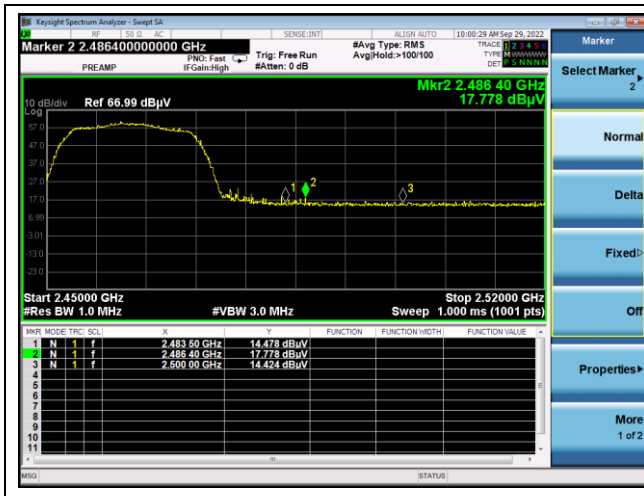 Keysight Spectrum Analyzer - Swept SA
RF 50 Ω AC SENSE:INT ALIGN AUTO 10:00:29 AM Sep 29, 2022
Marker 2 2.486400000000 GHz
PREAMP
PNO: Fast
IFGain:High
Trig: Free Run
#Atten: 0 dB
#Avg Type: RMS
Avg|Hold:>100/100
TRACE 1 2 3 4 5 6
TYPE M W W W W W
DET P S N N N N
Mkr2 2.486 40 GHz
17.778 dBµV
10 dB/div Ref 66.99 dBµV
Log
57.0
47.0
37.0
27.0
17.0
6.99
-3.01
-13.0
-23.0
1
2
3
Start 2.45000 GHz Stop 2.52000 GHz
#Res BW 1.0 MHz #VBW 3.0 MHz Sweep 1.000 ms (1001 pts)
MKR MODE TRC SCL X Y FUNCTION FUNCTION WIDTH FUNCTION VALUE
1 N 1 f 2.483 50 GHz 14.478 dBµV
2 N 1 f 2.486 40 GHz 17.778 dBµV
3 N 1 f 2.500 00 GHz 14.424 dBµV
4
5
6
7
8
9
10
11
MSG STATUS
Marker
Select Marker
2
Normal
Delta
Fixed
Off
Properties
More
1 of 2